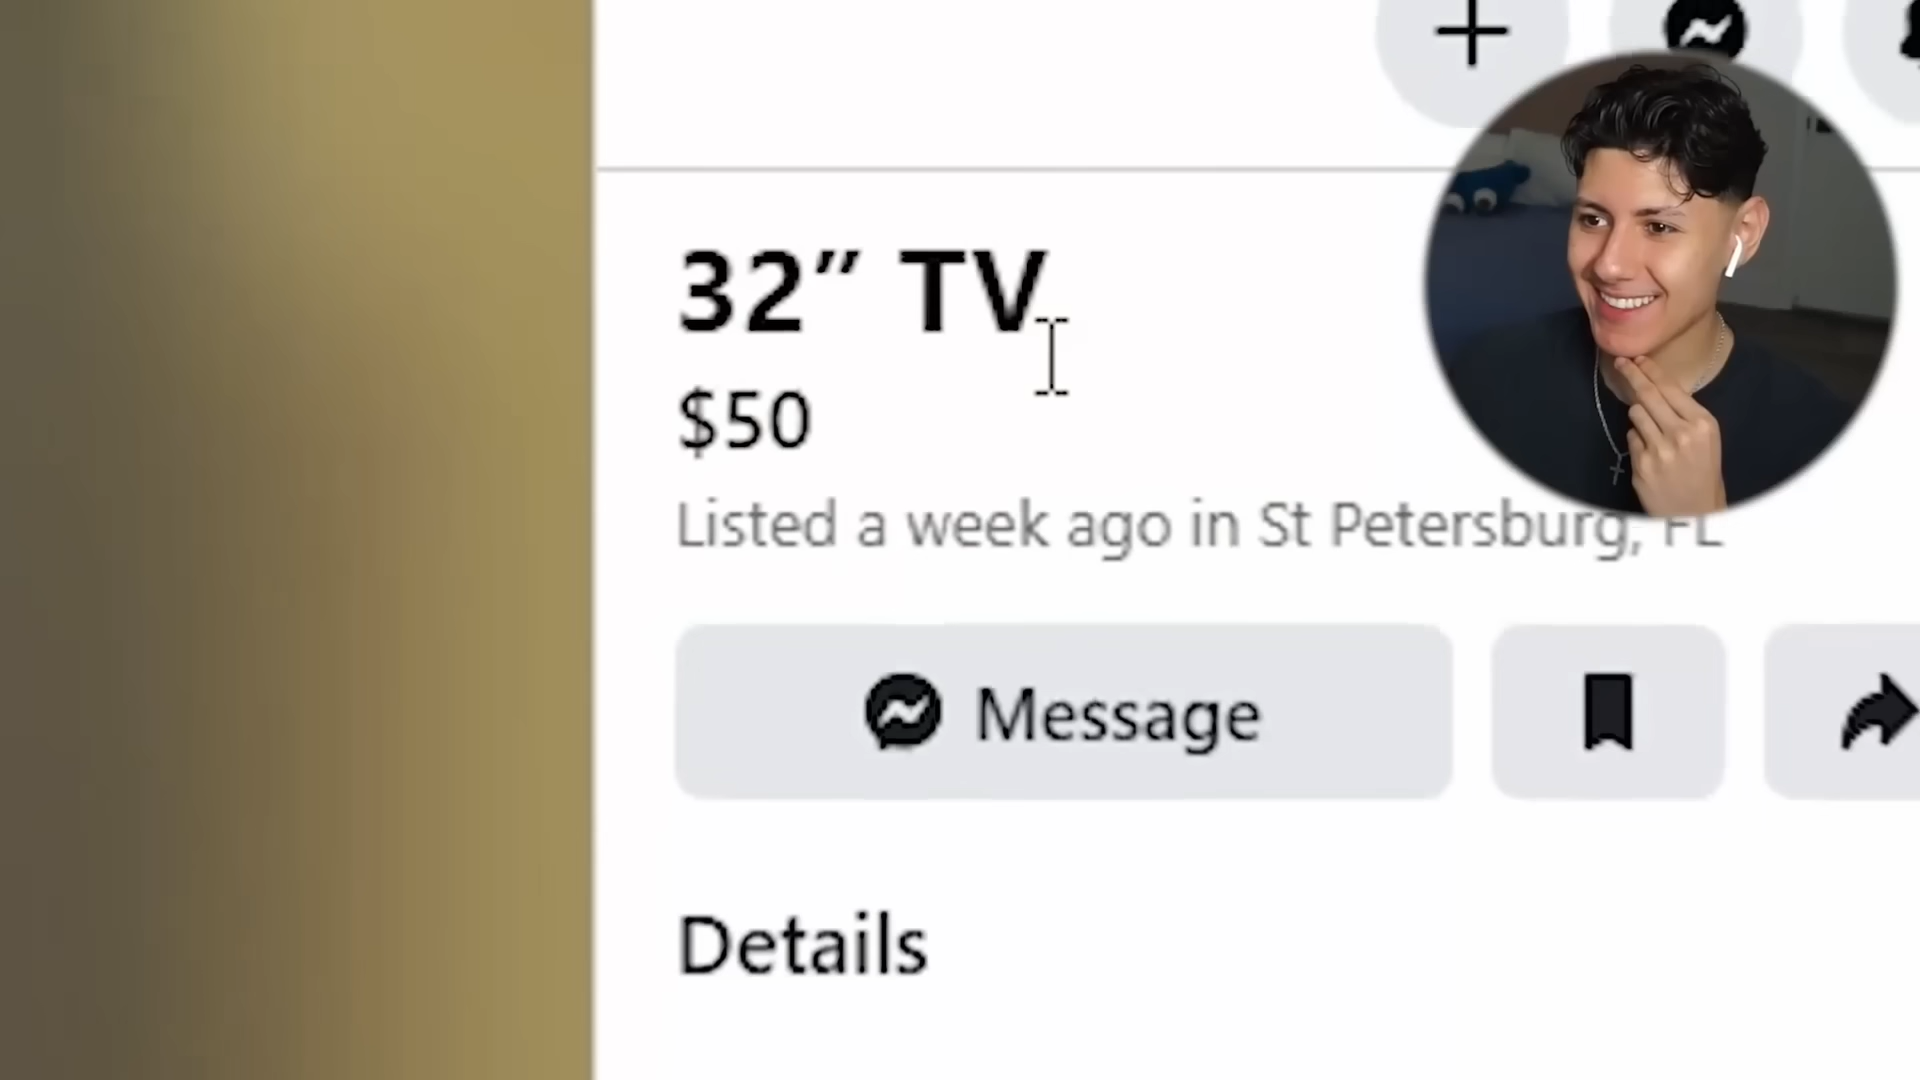 32” TV
$50
Listed a week ago in St Petersburg, FL
Message
Details